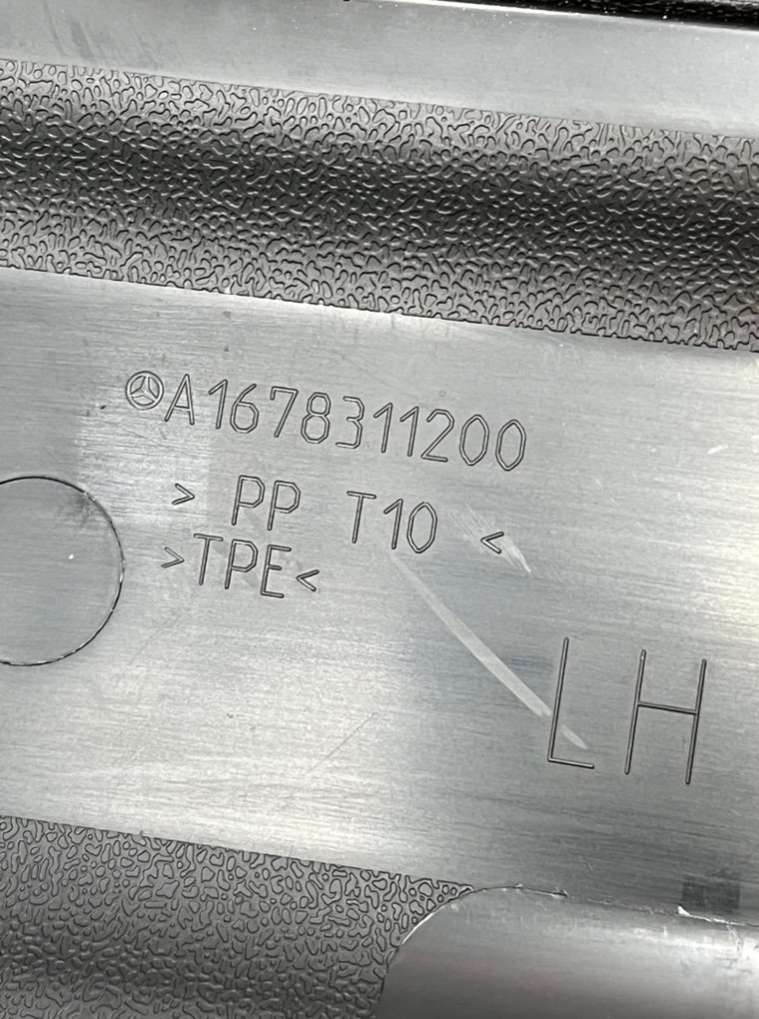 A1678311200
> PP T10 <
>TPE<
LH